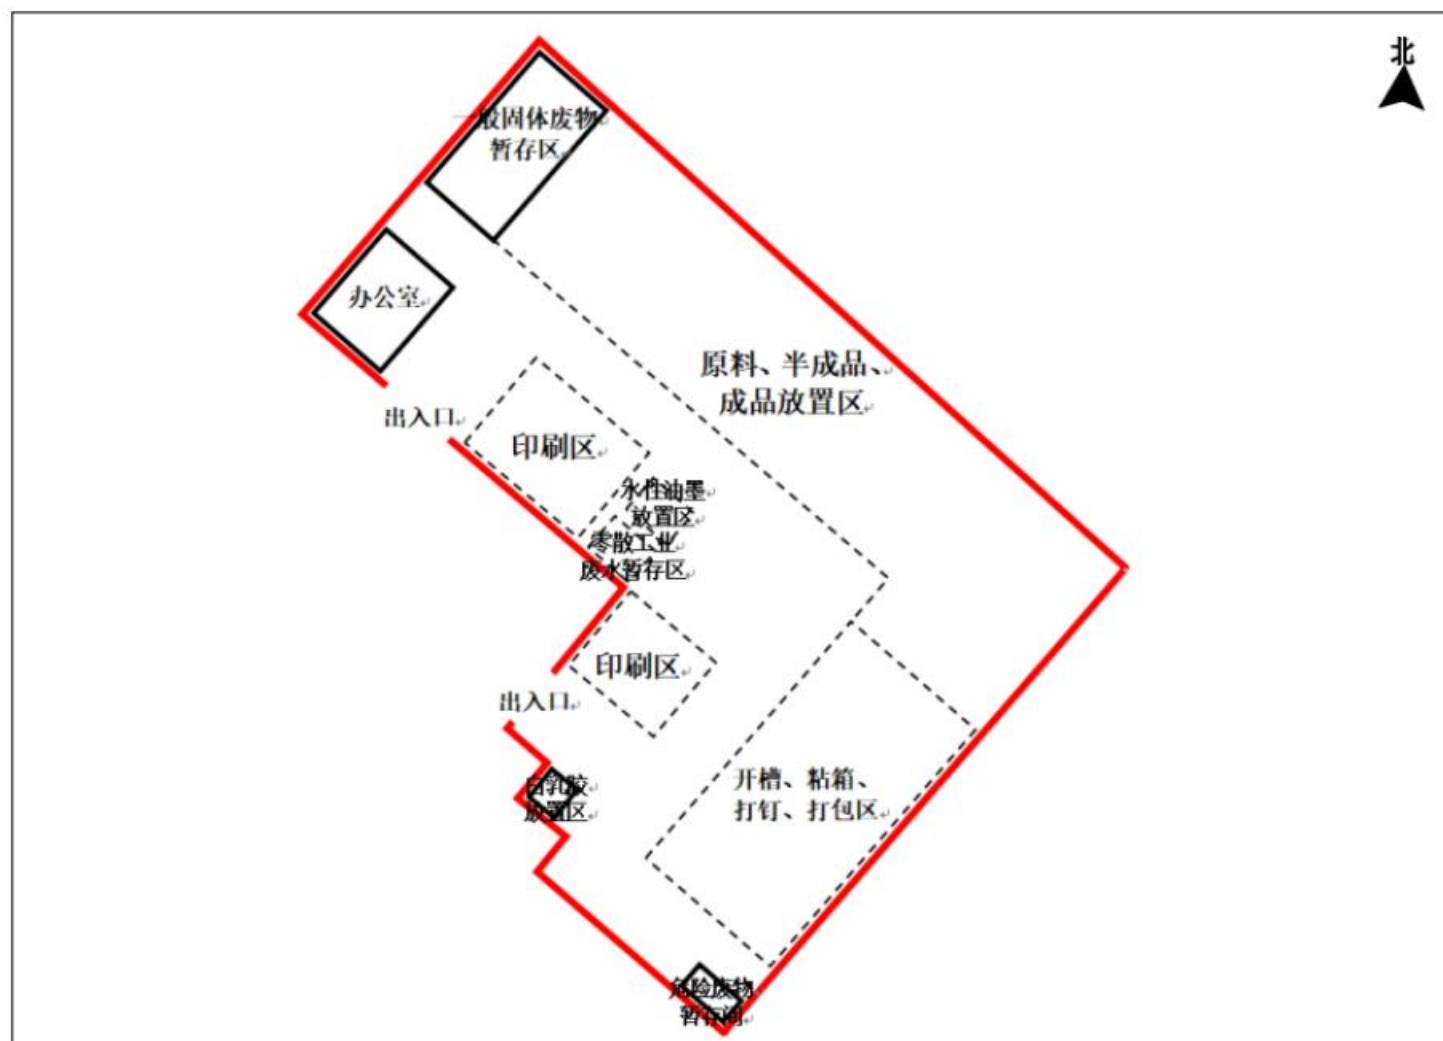 北
一般固体废物
暂存区
办公室
原料、半成品、
成品放置区
出入口
印刷区
水性油墨
放置区
零散工业
废水暂存区
印刷区
出入口
开槽、粘箱、
打钉、打包区
白乳胶
放置区
危险废物
暂存间